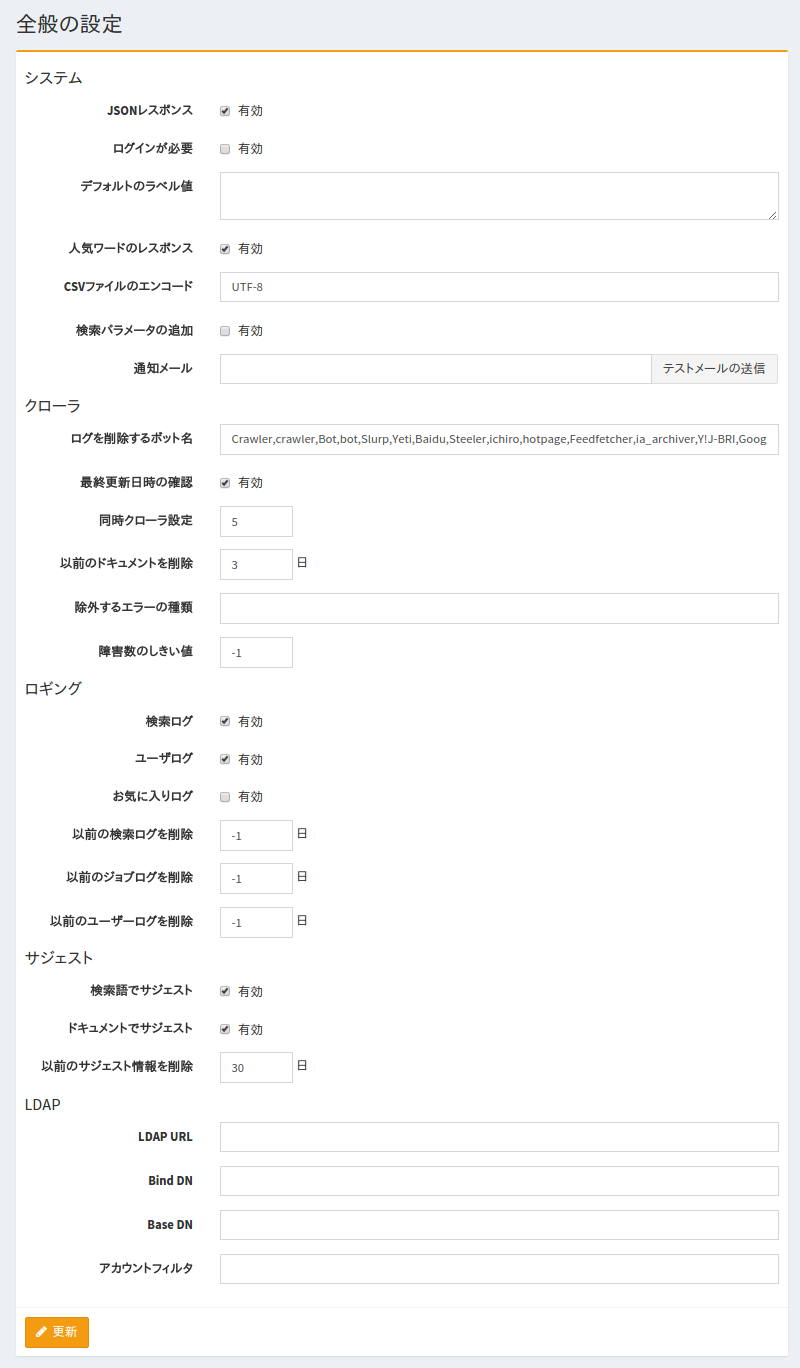 全般の設定
システム
JSONレスポンス 有効
ログインが必要 有効
デフォルトのラベル値
人気ワードのレスポンス 有効
CSVファイルのエンコード UTF-8
検索パラメータの追加 有効
通知メール テストメールの送信
クローラ
ログを削除するボット名 Crawler,crawler,Bot,bot,Slurp,Yeti,Baidu,Steeler,ichiro,hotpage,Feedfetcher,ia_archiver,Y!J-BRI,Goog
最終更新日時の確認 有効
同時クローラ設定 5
以前のドキュメントを削除 3 日
除外するエラーの種類
障害数のしきい値 -1
ロギング
検索ログ 有効
ユーザログ 有効
お気に入りログ 有効
以前の検索ログを削除 -1 日
以前のジョブログを削除 -1 日
以前のユーザーログを削除 -1 日
サジェスト
検索語でサジェスト 有効
ドキュメントでサジェスト 有効
以前のサジェスト情報を削除 30 日
LDAP
LDAP URL
Bind DN
Base DN
アカウントフィルタ
更新